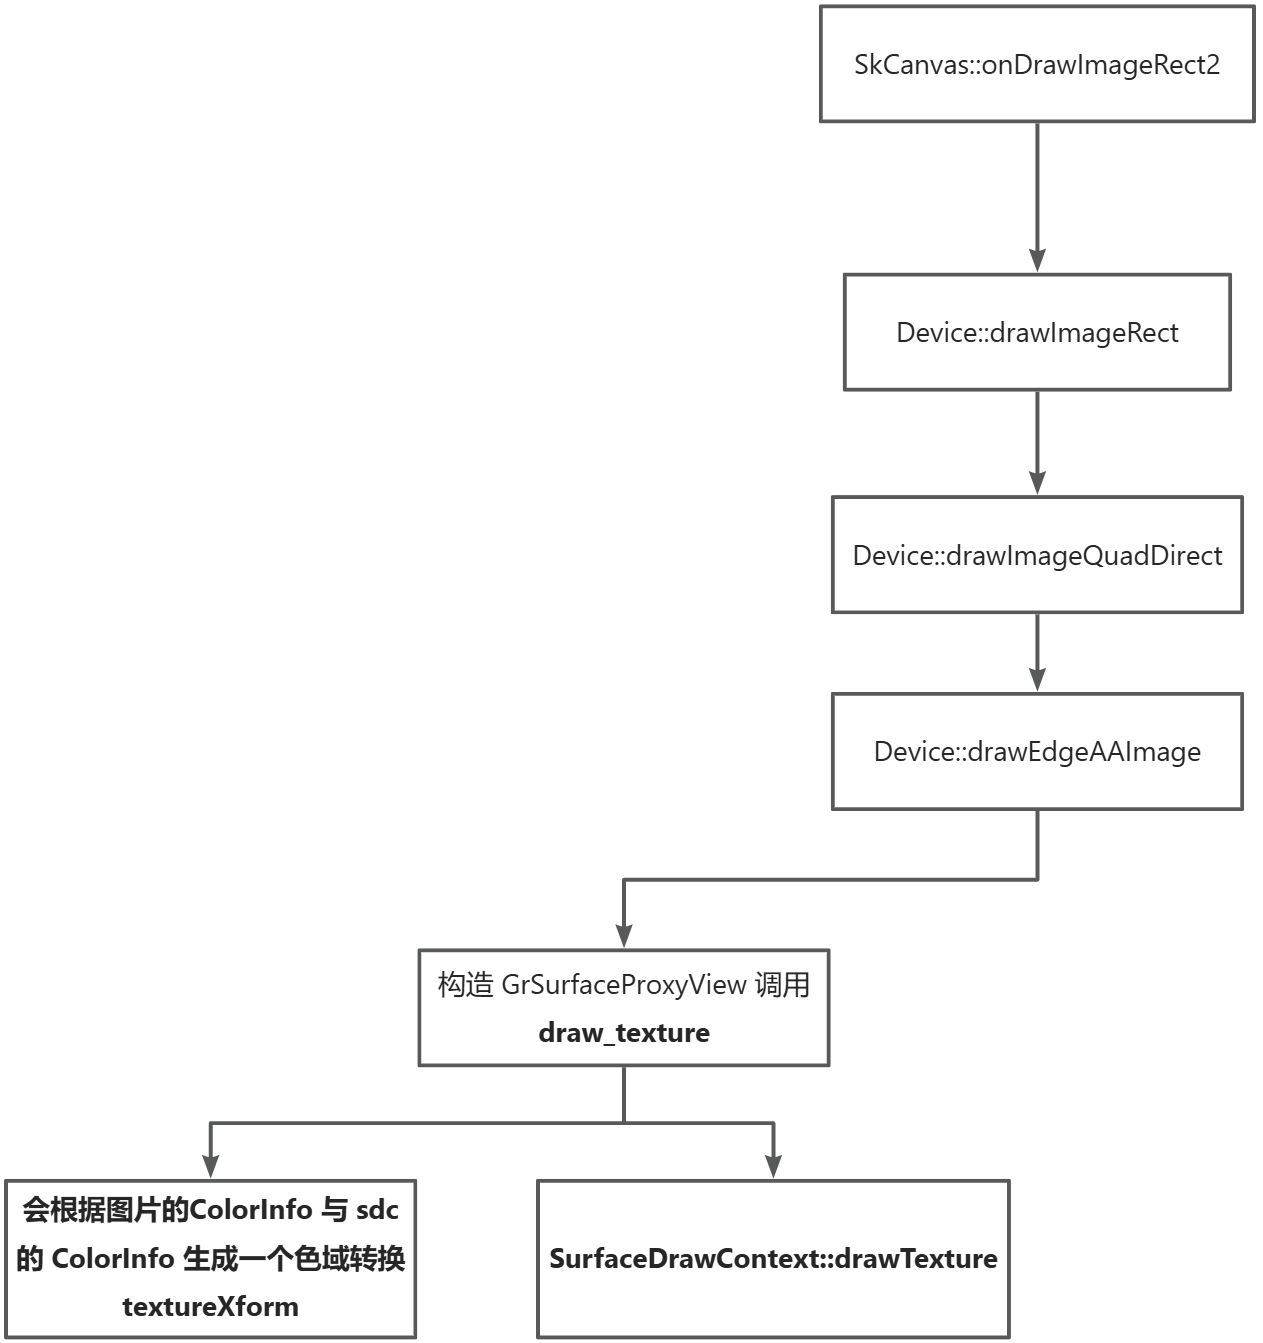 SkCanvas::onDrawImageRect2
Device::drawImageRect
Device::drawImageQuadDirect
Device::drawEdgeAAImage
构造 GrSurfaceProxyView 调用
draw_texture
会根据图片的ColorInfo 与 sdc
的 ColorInfo 生成一个色域转换
textureXform
SurfaceDrawContext::drawTexture